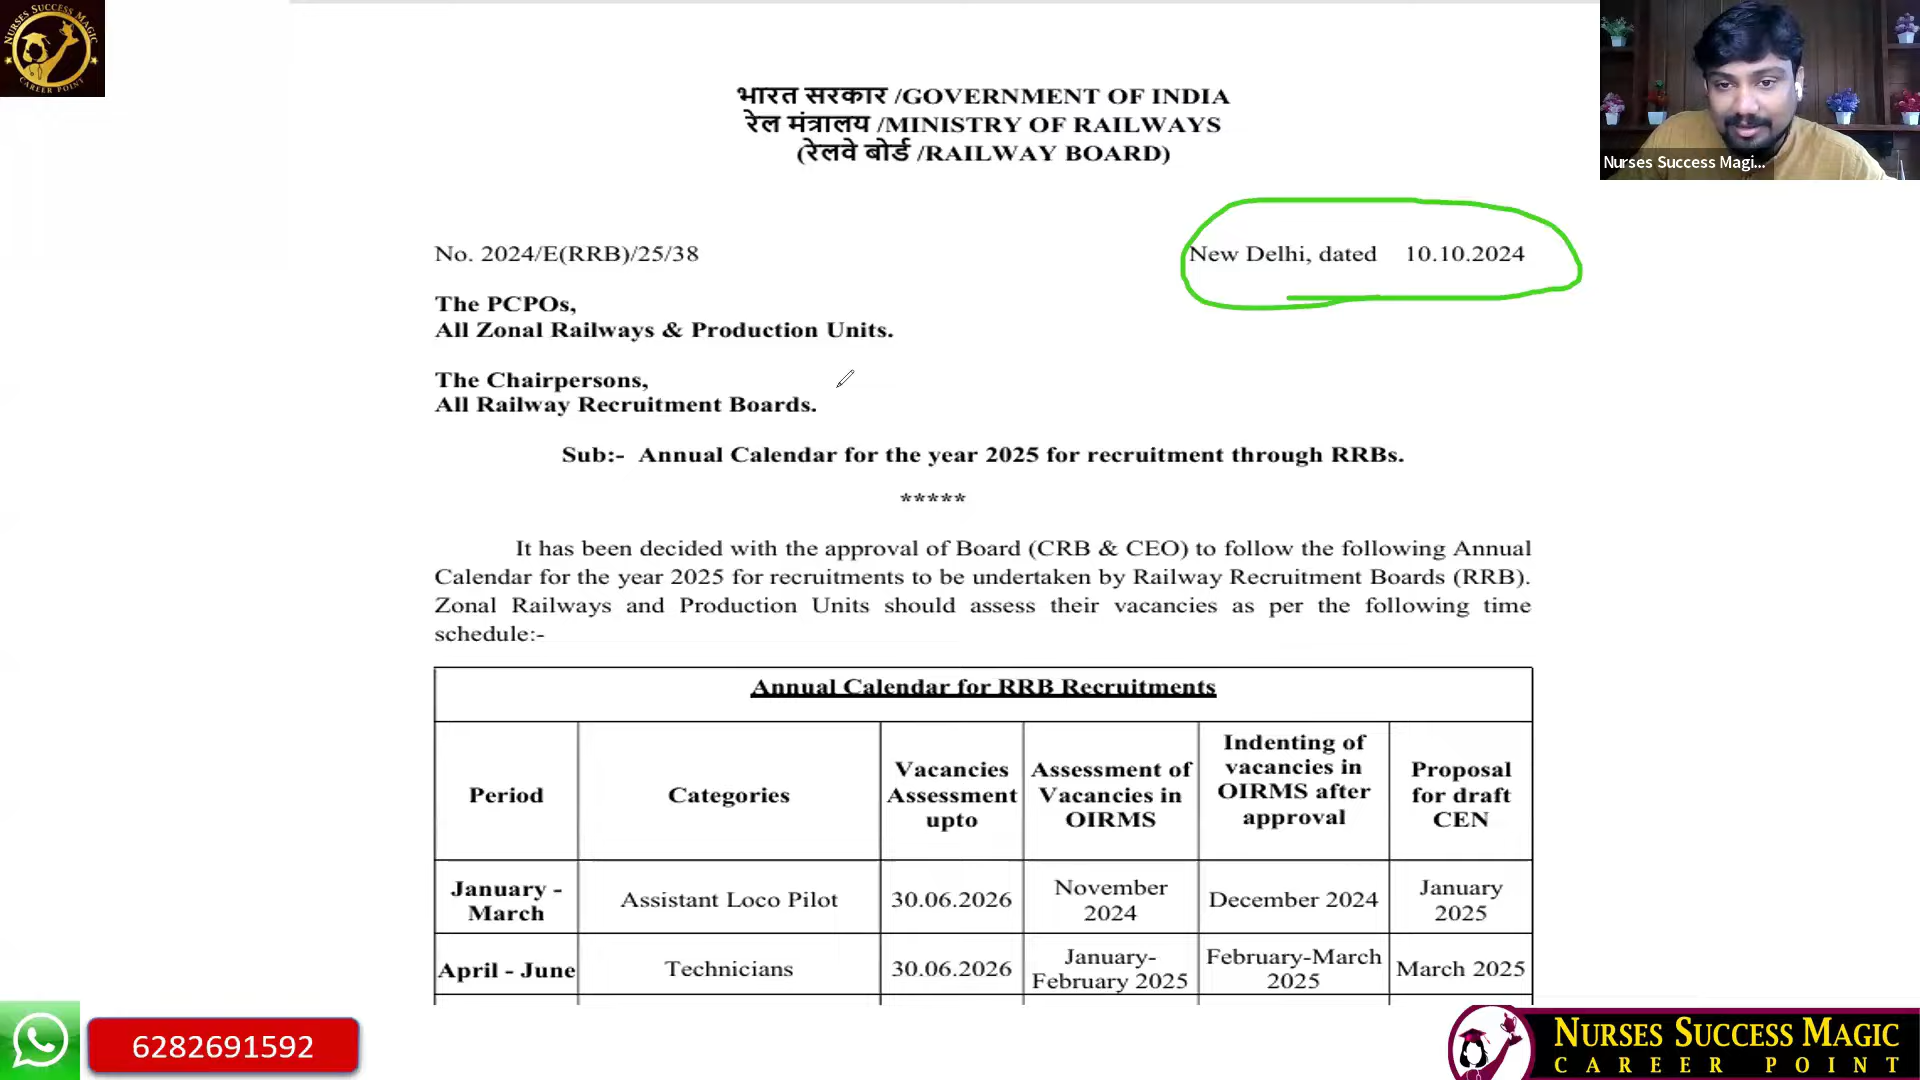 NURSES SUCCESS MAGIC
CAREER POINT
भारत सरकार /GOVERNMENT OF INDIA
रेल मंत्रालय /MINISTRY OF RAILWAYS
(रेलवे बोर्ड /RAILWAY BOARD)
Nurses Success Magi...
No. 2024/E(RRB)/25/38
New Delhi, dated 10.10.2024
The PCPOs,
All Zonal Railways & Production Units.
The Chairpersons,
All Railway Recruitment Boards.
Sub:- Annual Calendar for the year 2025 for recruitment through RRBs.
*****
It has been decided with the approval of Board (CRB & CEO) to follow the following Annual
Calendar for the year 2025 for recruitments to be undertaken by Railway Recruitment Boards (RRB).
Zonal Railways and Production Units should assess their vacancies as per the following time
schedule:-
Annual Calendar for RRB Recruitments
Period
Categories
Vacancies
Assessment
upto
Assessment of
Vacancies in
OIRMS
Indenting of
vacancies in
OIRMS after
approval
Proposal
for draft
CEN
January -
March
Assistant Loco Pilot
30.06.2026
November
2024
December 2024
January
2025
April - June
Technicians
30.06.2026
January-
February 2025
February-March
2025
March 2025
6282691592
NURSES SUCCESS MAGIC
CAREER POINT